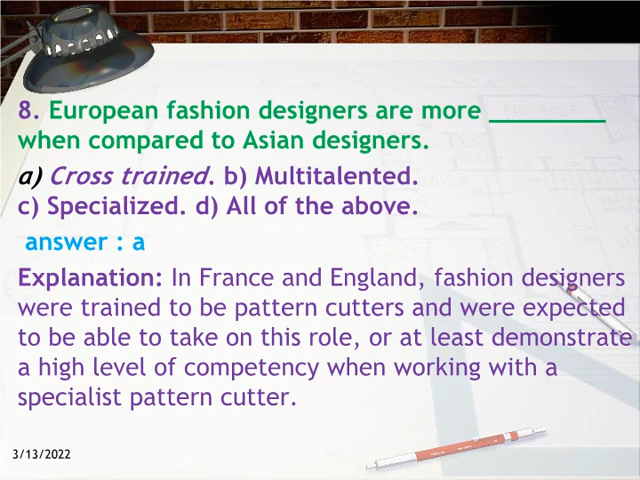 8. European fashion designers are more _________
when compared to Asian designers.
a) Cross trained. b) Multitalented.
c) Specialized. d) All of the above.
answer : a
Explanation: In France and England, fashion designers
were trained to be pattern cutters and were expected
to be able to take on this role, or at least demonstrate
a high level of competency when working with a
specialist pattern cutter.
3/13/2022